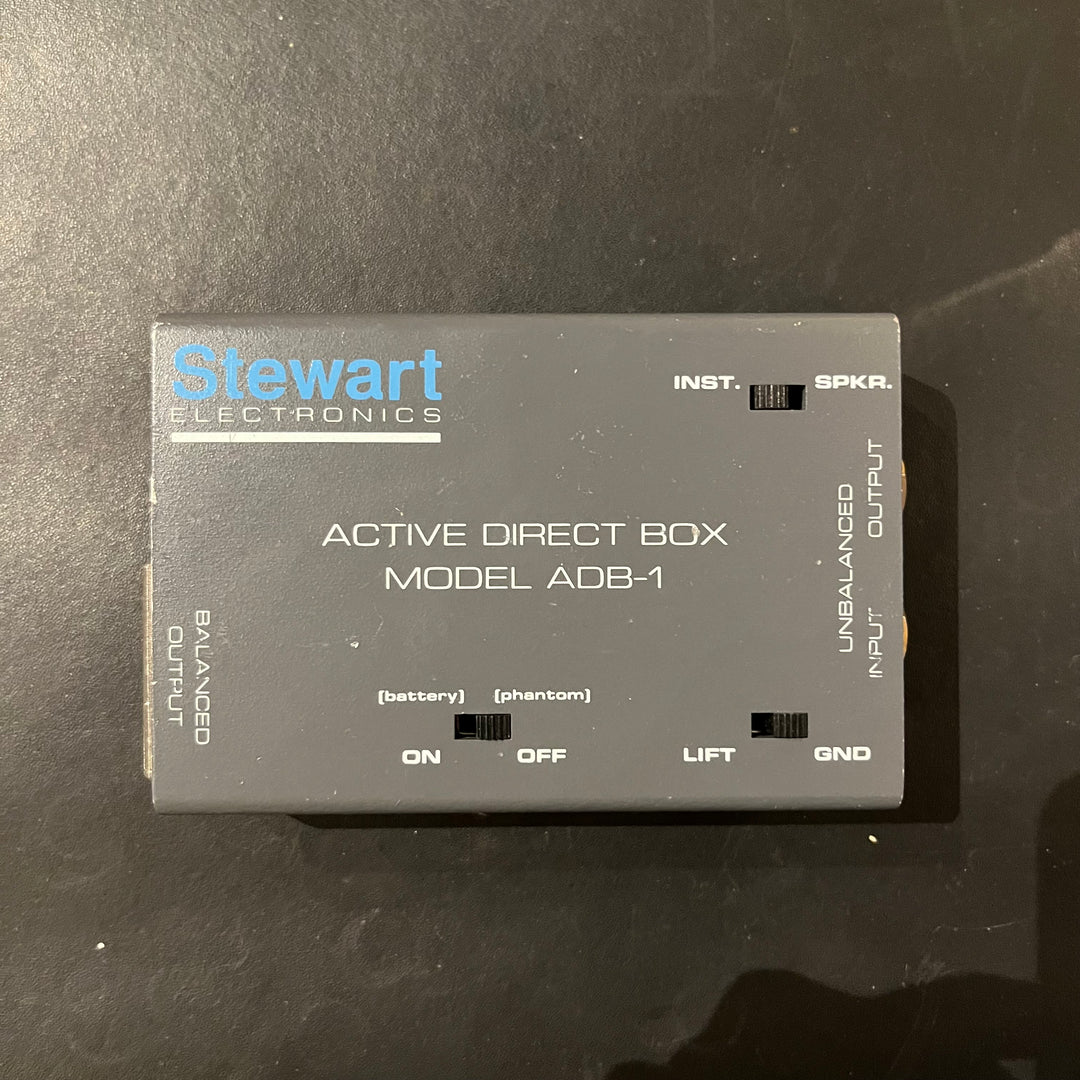 Stewart
ELECTRONICS
INST. SPKR.
ACTIVE DIRECT BOX
MODEL ADB-1
UNBALANCED
INPUT OUTPUT
BALANCED
OUTPUT
(battery) (phantom)
ON OFF
LIFT GND